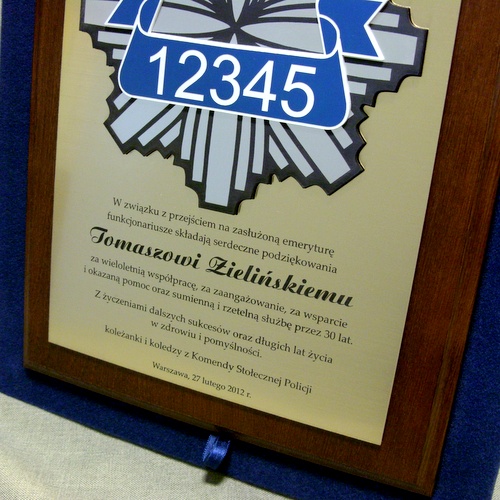 12345
W związku z przejściem na zasłużoną emeryturę
funkcjonariusze składają serdeczne podziękowania
Tomaszowi Zielińskiemu
za wieloletnią współpracę, za zaangażowanie, za wsparcie
i okazaną pomoc oraz sumienną i rzetelną służbę przez 30 lat.
Z życzeniami dalszych sukcesów oraz długich lat życia
w zdrowiu i pomyślności.
koleżanki i koledzy z Komendy Stołecznej Policji
Warszawa, 27 lutego 2012 r.